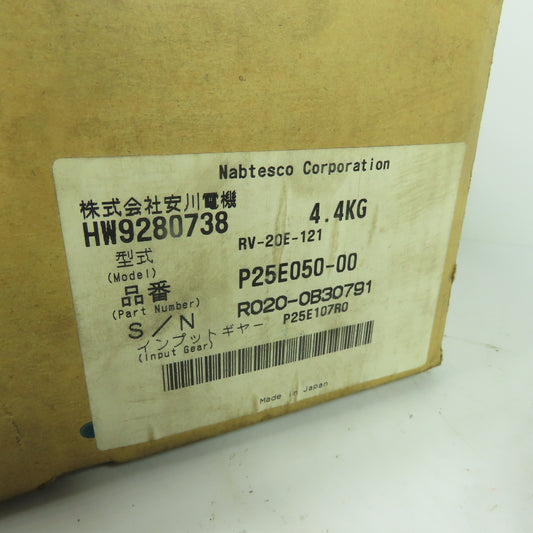 Nabtesco Corporation
株式会社安川電機
HW9280738 4.4KG
型式 RV-20E-121
(Model)
品番 P25E050-00
(Part Number)
S/N R020-0B30791
インプットギヤー P25E107R0
(Input Gear)
Made in Japan